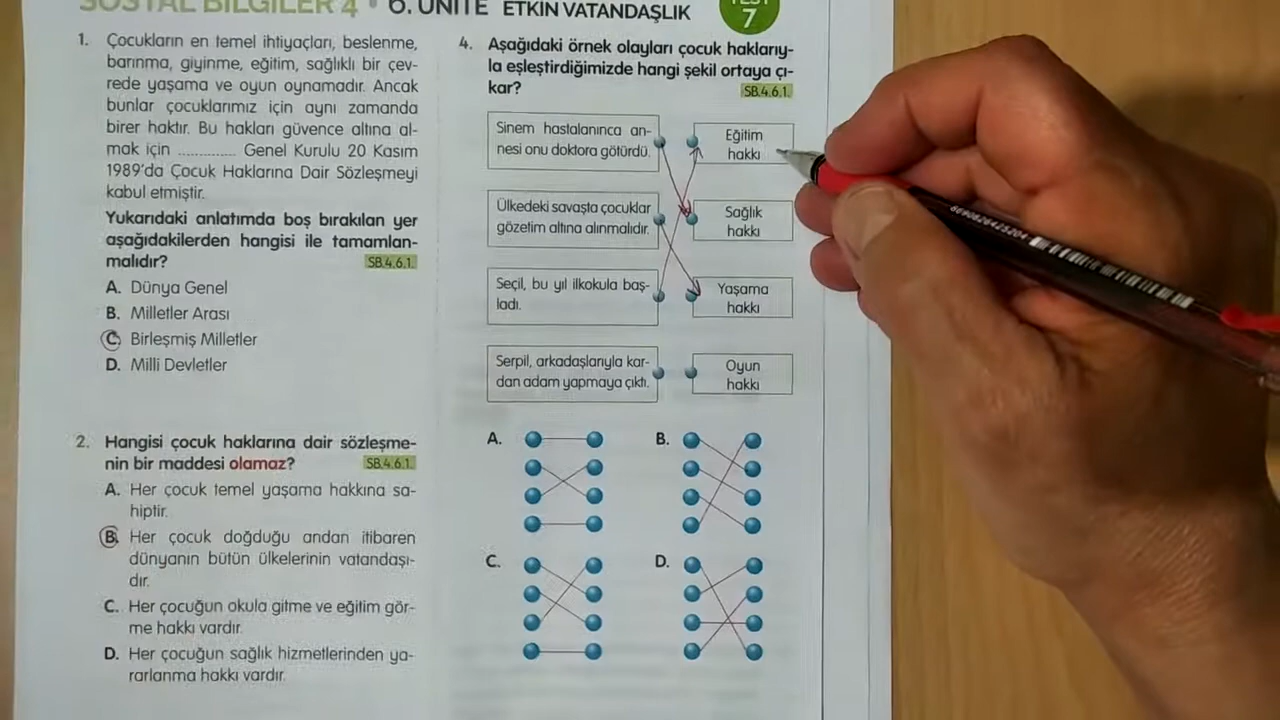 SOSYAL BİLGİLER 4 • 6. ÜNİTE ETKİN VATANDAŞLIK
TEST
7
1. Çocukların en temel ihtiyaçları, beslenme,
barınma, giyinme, eğitim, sağlıklı bir çev-
rede yaşama ve oyun oynamadır. Ancak
bunlar çocuklarımız için aynı zamanda
birer haktır. Bu hakları güvence altına al-
mak için ............. Genel Kurulu 20 Kasım
1989'da Çocuk Haklarına Dair Sözleşmeyi
kabul etmiştir.
Yukarıdaki anlatımda boş bırakılan yer
aşağıdakilerden hangisi ile tamamlan-
malıdır?
SB.4.6.1.
A. Dünya Genel
B. Milletler Arası
C. Birleşmiş Milletler
D. Milli Devletler
2. Hangisi çocuk haklarına dair sözleşme-
nin bir maddesi olamaz?
SB.4.6.1.
A. Her çocuk temel yaşama hakkına sa-
hiptir.
B. Her çocuk doğduğu andan itibaren
dünyanın bütün ülkelerinin vatandaşı-
dır.
C. Her çocuğun okula gitme ve eğitim gör-
me hakkı vardır.
D. Her çocuğun sağlık hizmetlerinden ya-
rarlanma hakkı vardır.
4. Aşağıdaki örnek olayları çocuk haklarıy-
la eşleştirdiğimizde hangi şekil ortaya çı-
kar?
SB.4.6.1.
Sinem hastalanınca an-
nesi onu doktora götürdü.
Eğitim
hakkı
Ülkedeki savaşta çocuklar
gözetim altına alınmalıdır.
Sağlık
hakkı
Seçil, bu yıl ilkokula baş-
ladı.
Yaşama
hakkı
Serpil, arkadaşlarıyla kar-
dan adam yapmaya çıktı.
Oyun
hakkı
A.
B.
C.
D.